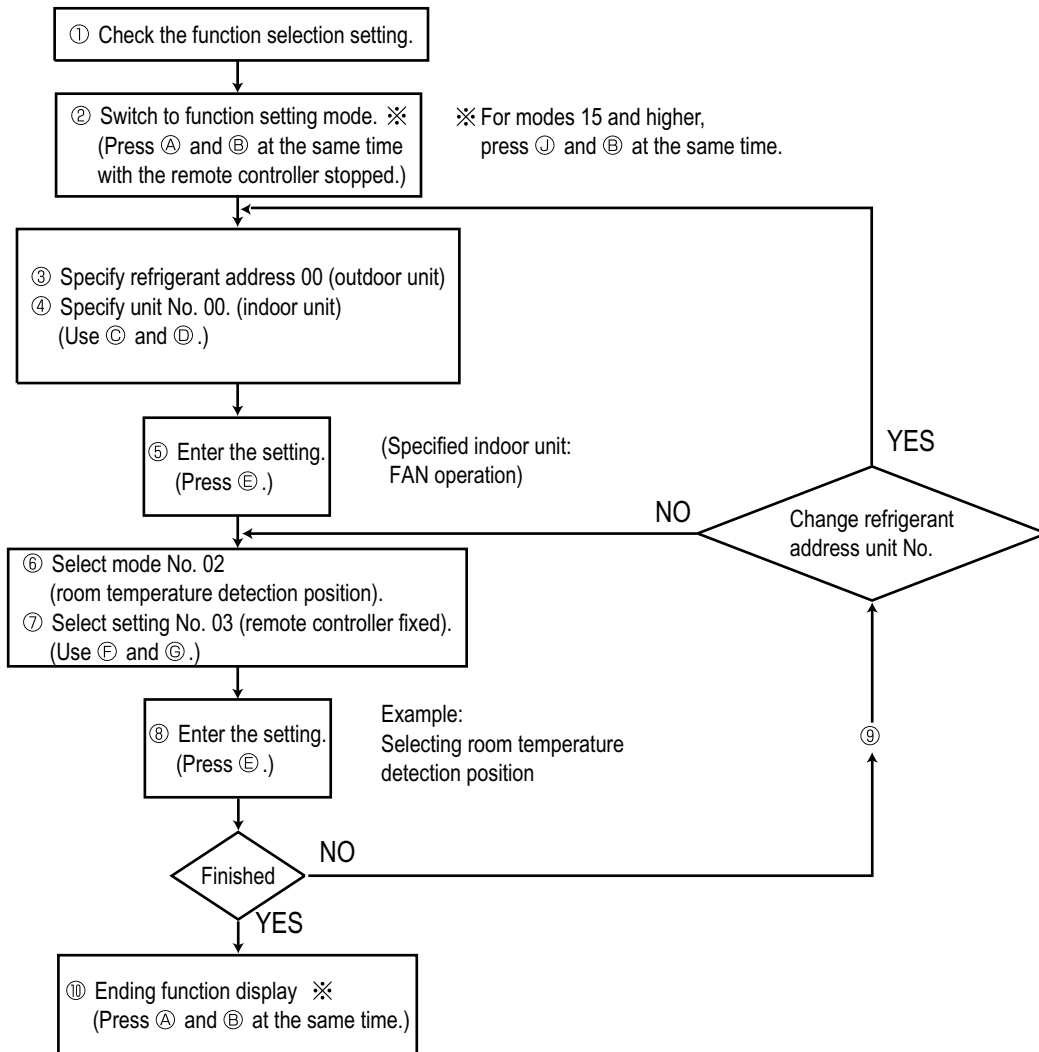 ① Check the function selection setting.
② Switch to function setting mode. ※
(Press Ⓐ and Ⓑ at the same time
with the remote controller stopped.)
※ For modes 15 and higher,
press Ⓙ and Ⓑ at the same time.
③ Specify refrigerant address 00 (outdoor unit)
④ Specify unit No. 00. (indoor unit)
(Use Ⓒ and Ⓓ.)
⑤ Enter the setting.
(Press Ⓔ.)
(Specified indoor unit:
FAN operation)
YES
NO
Change refrigerant
address unit No.
⑥ Select mode No. 02
(room temperature detection position).
⑦ Select setting No. 03 (remote controller fixed).
(Use Ⓕ and Ⓖ.)
⑧ Enter the setting.
(Press Ⓔ.)
Example:
Selecting room temperature
detection position
⑨
Finished
NO
YES
⑩ Ending function display ※
(Press Ⓐ and Ⓑ at the same time.)